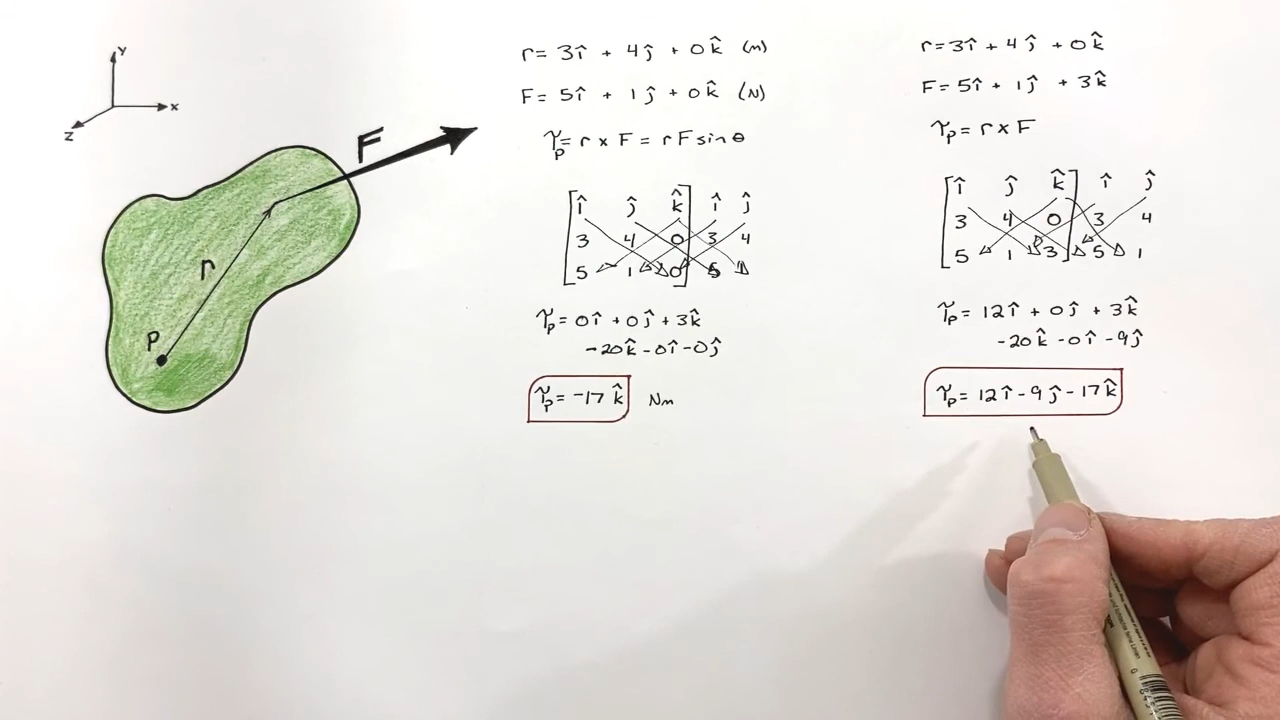 Y
x
z
F
r
P
r = 3î + 4ĵ + 0k̂ (m)
F = 5î + 1ĵ + 0k̂ (N)
τp = r x F = r F sin θ
î ĵ k̂ î ĵ
3 4 0 3 4
5 1 0 5 1
τp = 0î + 0ĵ + 3k̂
-20k̂ - 0î - 0ĵ
τp = -17 k̂ Nm
r = 3î + 4ĵ + 0k̂
F = 5î + 1ĵ + 3k̂
τp = r x F
î ĵ k̂ î ĵ
3 4 0 3 4
5 1 3 5 1
τp = 12î + 0ĵ + 3k̂
-20k̂ - 0î - 9ĵ
τp = 12î - 9ĵ - 17k̂